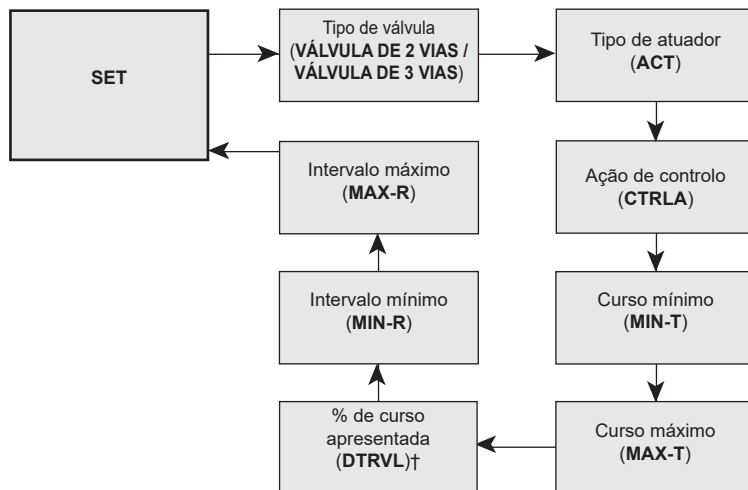 SET
Tipo de válvula
(VÁLVULA DE 2 VIAS /
VÁLVULA DE 3 VIAS)
Tipo de atuador
(ACT)
Ação de controlo
(CTRLA)
Curso mínimo
(MIN-T)
Curso máximo
(MAX-T)
% de curso
apresentada
(DTRVL)†
Intervalo mínimo
(MIN-R)
Intervalo máximo
(MAX-R)